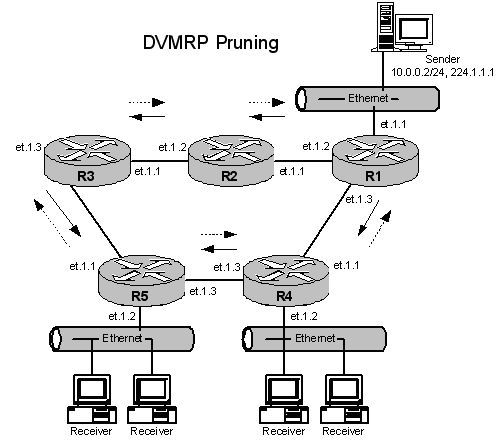 DVMRP Pruning
Sender
10.0.0.2/24, 224.1.1.1
Ethernet
et.1.1
et.1.3
et.1.2
et.1.2
R3
et.1.1
R2
et.1.1
R1
et.1.3
et.1.1
et.1.3
et.1.1
R5
et.1.3
R4
et.1.2
et.1.2
Ethernet
Ethernet
Receiver
Receiver
Receiver
Receiver